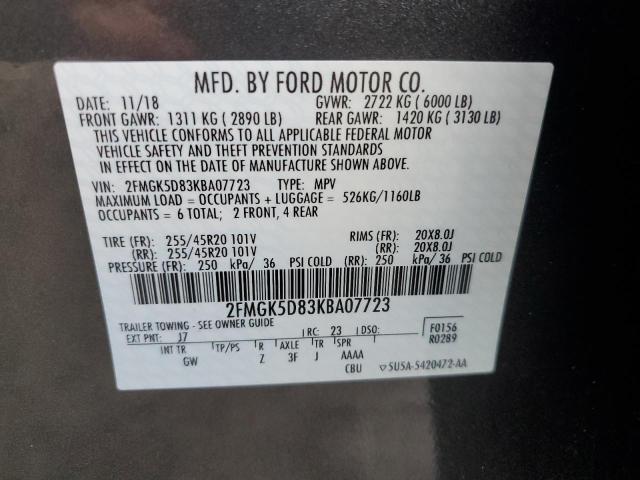 MFD. BY FORD MOTOR CO.
DATE: 11/18 GVWR: 2722 KG ( 6000 LB)
FRONT GAWR: 1311 KG ( 2890 LB) REAR GAWR: 1420 KG ( 3130 LB)
THIS VEHICLE CONFORMS TO ALL APPLICABLE FEDERAL MOTOR
VEHICLE SAFETY AND THEFT PREVENTION STANDARDS
IN EFFECT ON THE DATE OF MANUFACTURE SHOWN ABOVE.
VIN: 2FMGK5D83KBA07723 TYPE: MPV
MAXIMUM LOAD = OCCUPANTS + LUGGAGE = 526KG/1160LB
OCCUPANTS = 6 TOTAL; 2 FRONT, 4 REAR
TIRE (FR): 255/45R20 101V RIMS (FR): 20X8.0J
(RR): 255/45R20 101V (RR): 20X8.0J
PRESSURE (FR): 250 kPa/ 36 PSI COLD (RR): 250 kPa/ 36 PSI COLD
2FMGK5D83KBA07723
TRAILER TOWING - SEE OWNER GUIDE
EXT PNT: J7 RC: 23 DSO: F0156
R0289
INT TR TP/PS R AXLE TR SPR
GW Z 3F J AAAA
CBU 5U5A-5420472-AA